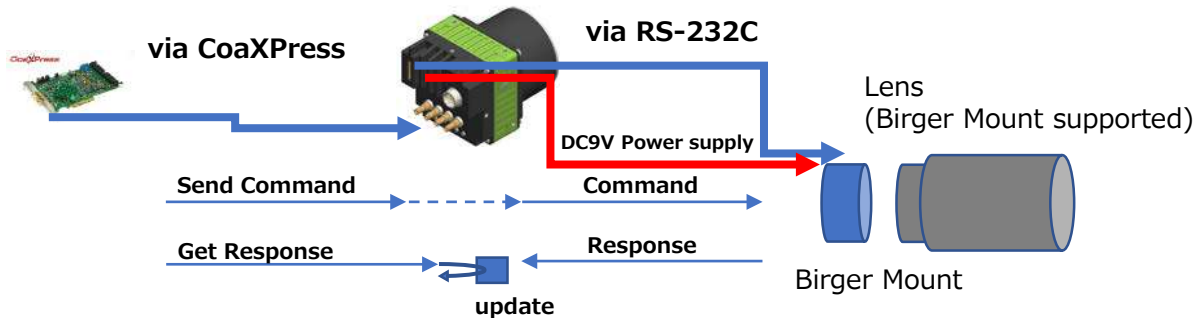 via CoaXPress
via RS-232C
CoaXPress
Lens
(Birger Mount supported)
DC9V Power supply
Send Command
Command
Get Response
Response
update
Birger Mount